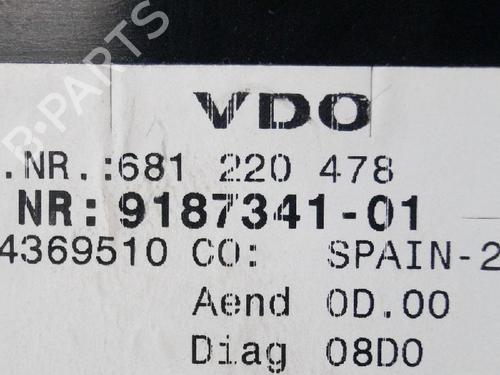 VDO
.NR.:681 220 478
NR: 9187341-01
4369510 CO: SPAIN-2
Aend 0D.00
Diag 08D0
B-PARTS